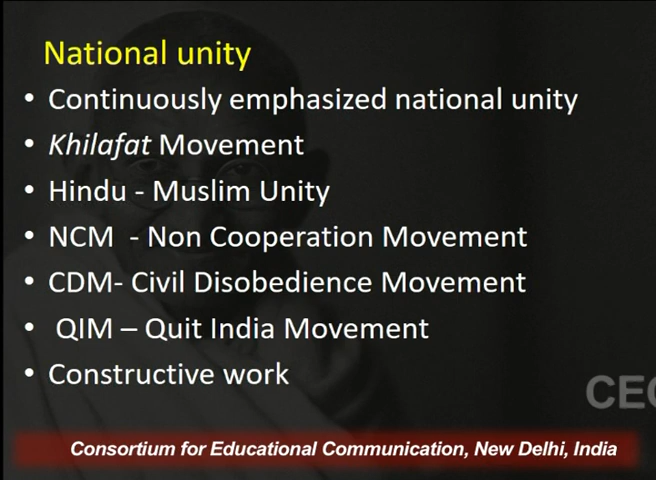 National unity
• Continuously emphasized national unity
• Khilafat Movement
• Hindu - Muslim Unity
• NCM - Non Cooperation Movement
• CDM- Civil Disobedience Movement
• QIM – Quit India Movement
• Constructive work
CEC
Consortium for Educational Communication, New Delhi, India